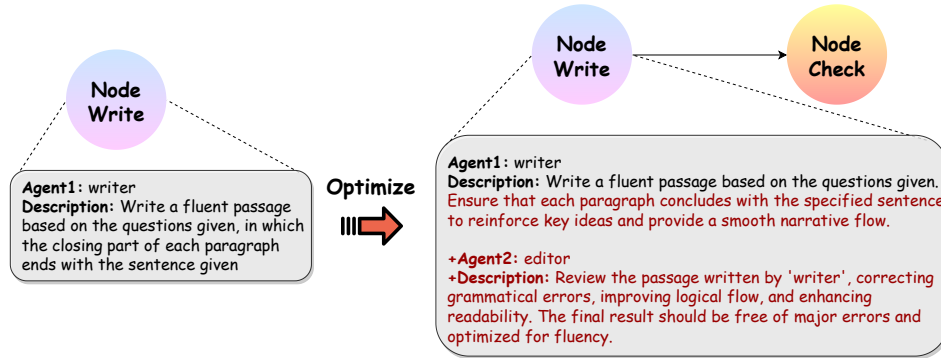 Node
Write
Agent1: writer
Description: Write a fluent passage
based on the questions given, in which
the closing part of each paragraph
ends with the sentence given
Optimize
Node
Write
Node
Check
Agent1: writer
Description: Write a fluent passage based on the questions given.
Ensure that each paragraph concludes with the specified sentence
to reinforce key ideas and provide a smooth narrative flow.
+Agent2: editor
+Description: Review the passage written by 'writer', correcting
grammatical errors, improving logical flow, and enhancing
readability. The final result should be free of major errors and
optimized for fluency.